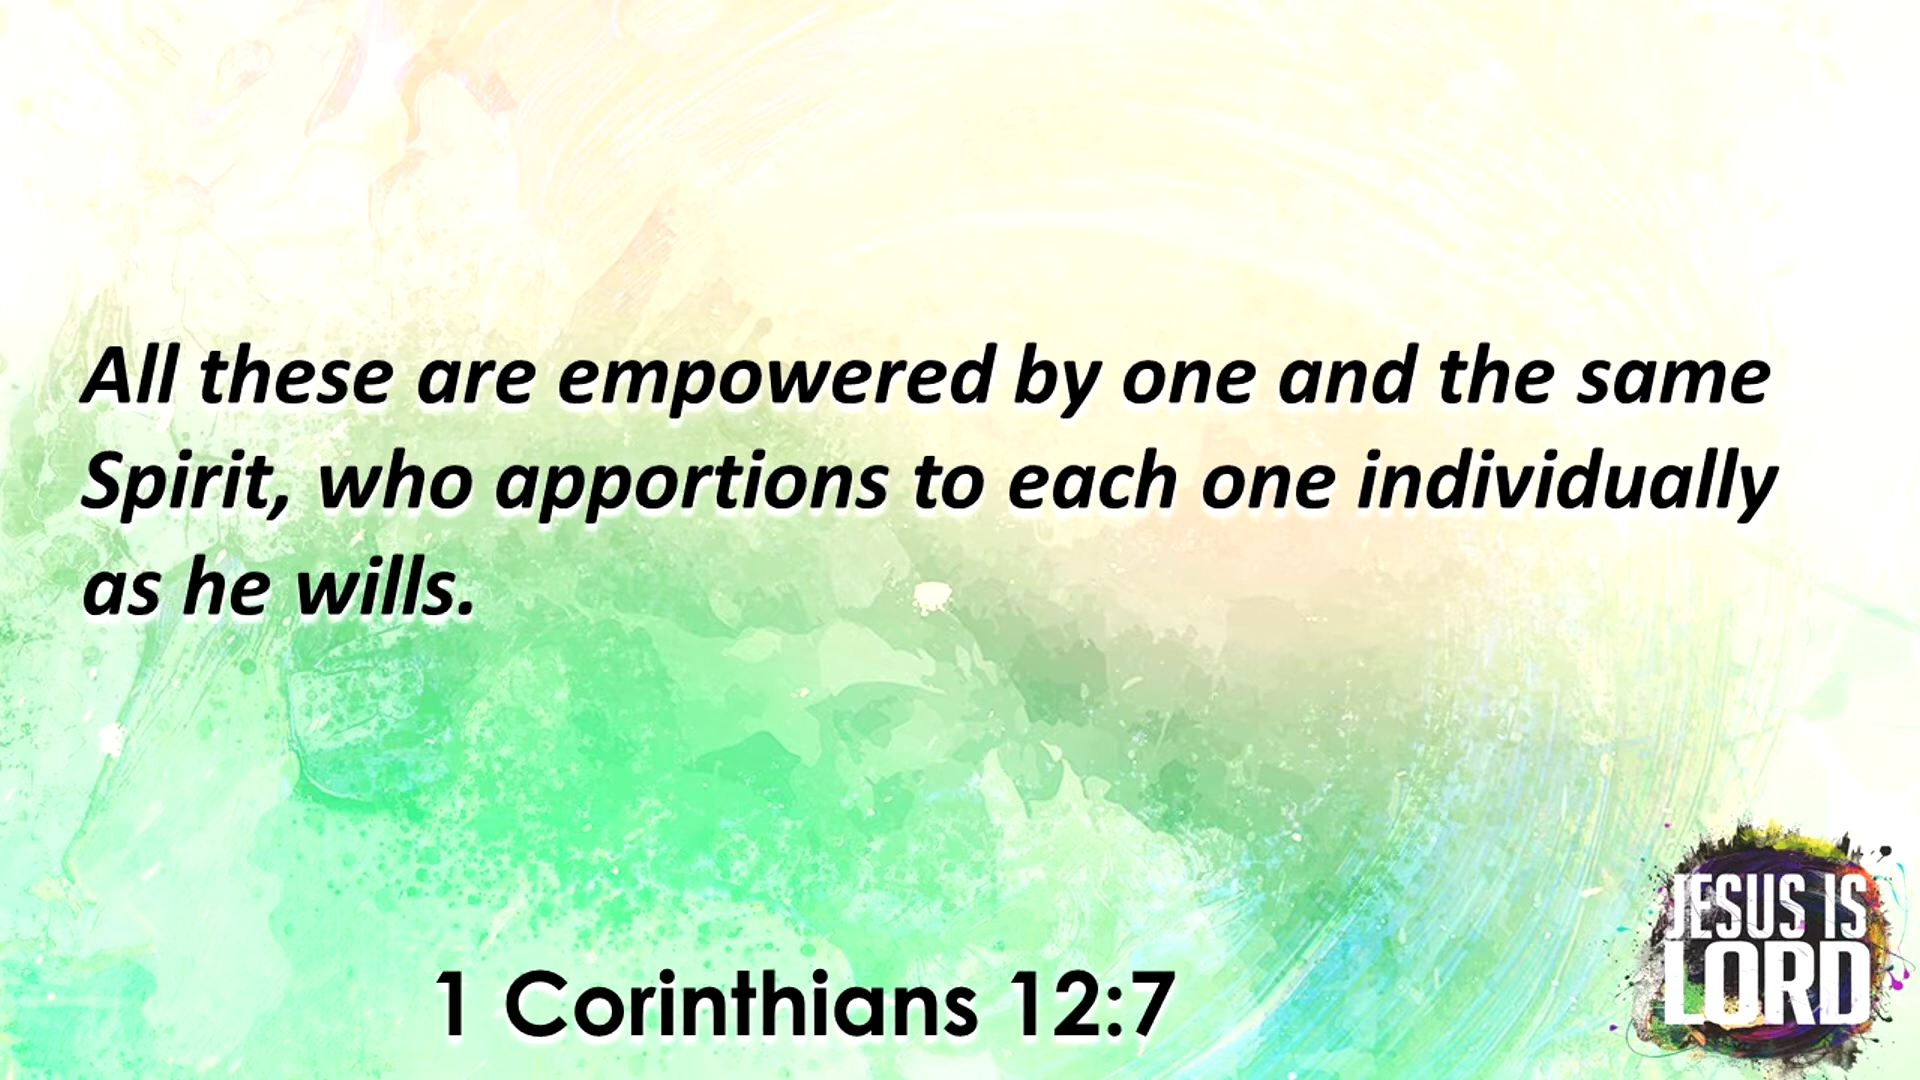 All these are empowered by one and the same
Spirit, who apportions to each one individually
as he wills.
1 Corinthians 12:7
JESUS IS
LORD